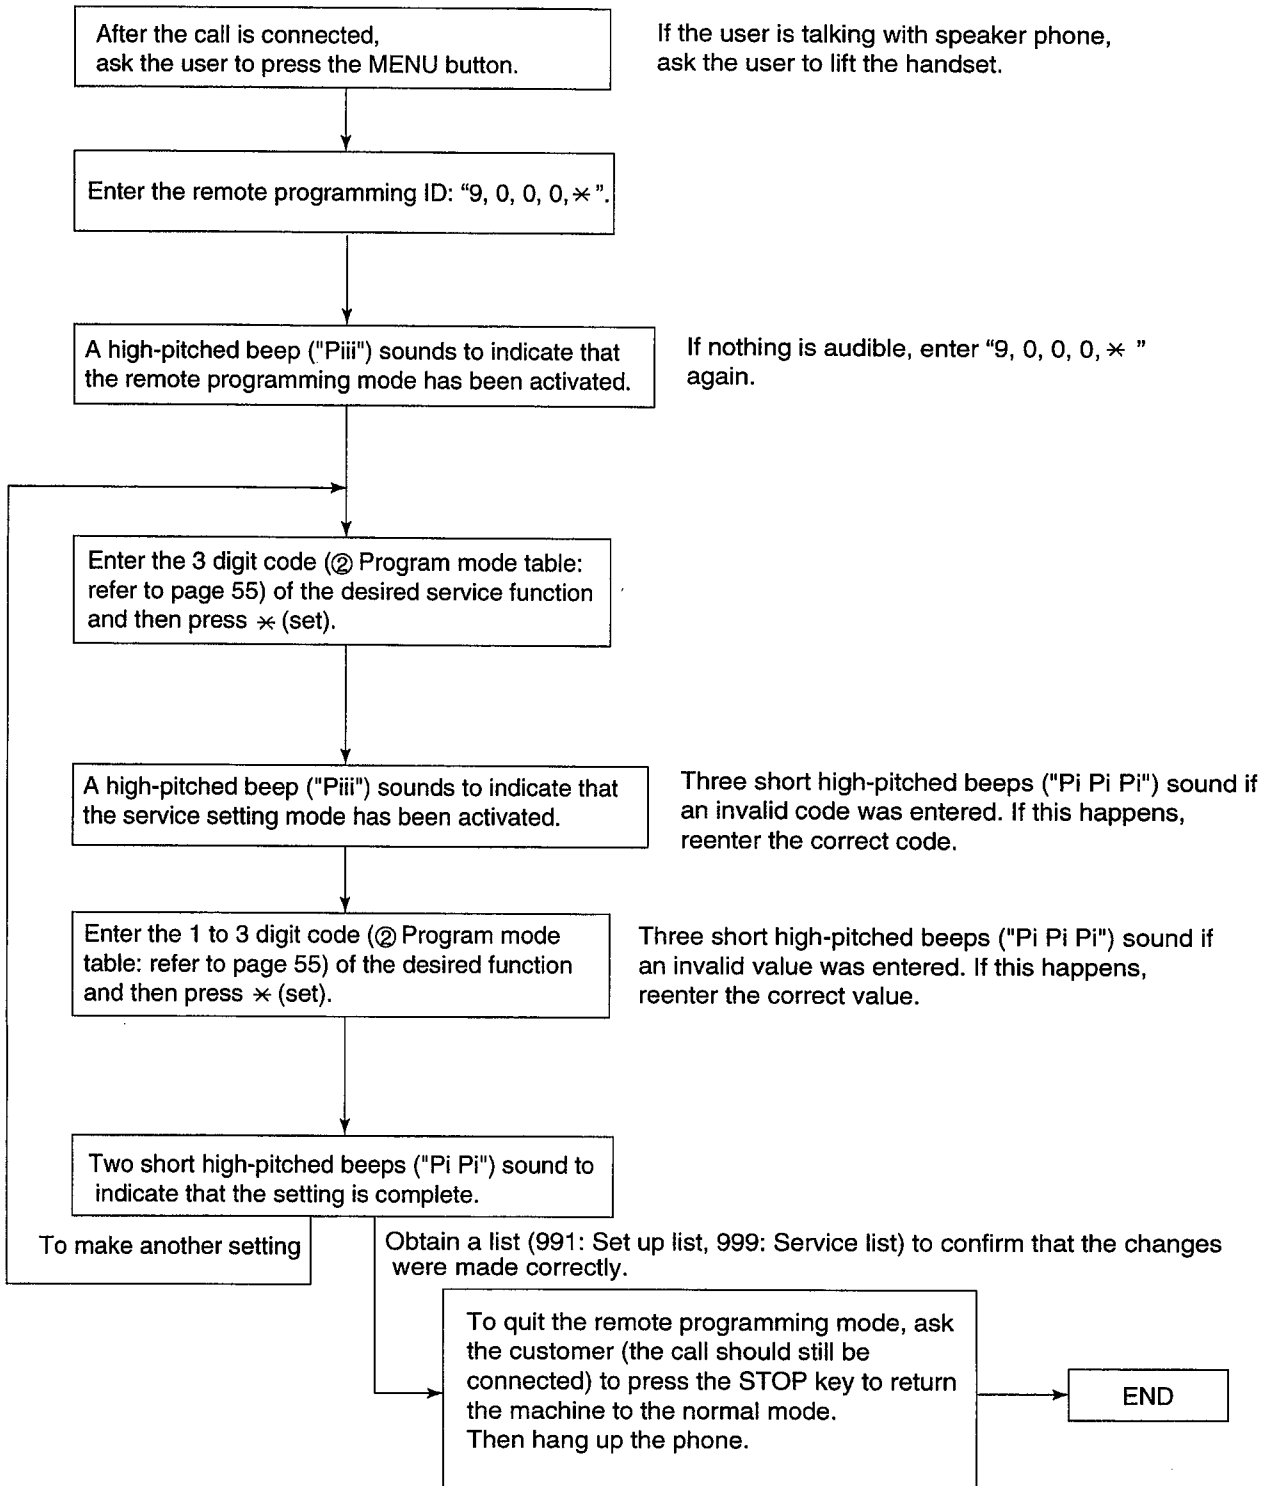 After the call is connected,
ask the user to press the MENU button.
If the user is talking with speaker phone,
ask the user to lift the handset.
Enter the remote programming ID: “9, 0, 0, 0, ✳ ”.
A high-pitched beep ("Piii") sounds to indicate that
the remote programming mode has been activated.
If nothing is audible, enter “9, 0, 0, 0, ✳ ”
again.
Enter the 3 digit code (② Program mode table:
refer to page 55) of the desired service function
and then press ✳ (set).
A high-pitched beep ("Piii") sounds to indicate that
the service setting mode has been activated.
Three short high-pitched beeps ("Pi Pi Pi") sound if
an invalid code was entered. If this happens,
reenter the correct code.
Enter the 1 to 3 digit code (② Program mode
table: refer to page 55) of the desired function
and then press ✳ (set).
Three short high-pitched beeps ("Pi Pi Pi") sound if
an invalid value was entered. If this happens,
reenter the correct value.
Two short high-pitched beeps ("Pi Pi") sound to
indicate that the setting is complete.
To make another setting
Obtain a list (991: Set up list, 999: Service list) to confirm that the changes
were made correctly.
To quit the remote programming mode, ask
the customer (the call should still be
connected) to press the STOP key to return
the machine to the normal mode.
Then hang up the phone.
END